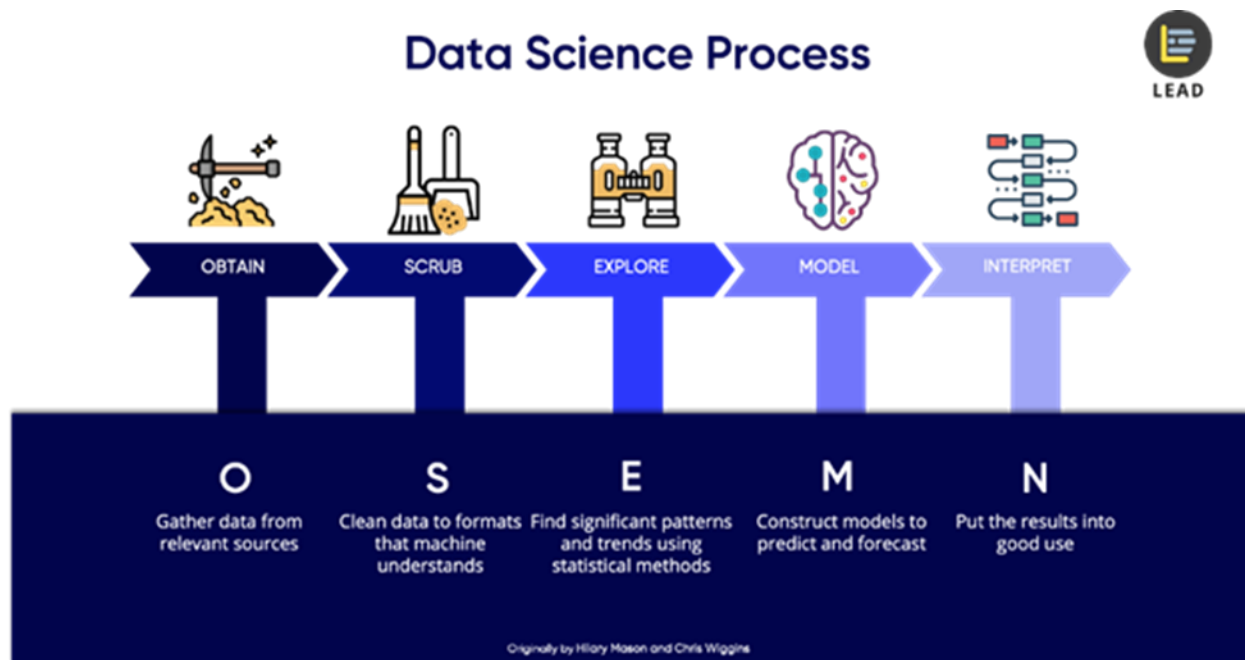 Data Science Process
LEAD
OBTAIN
SCRUB
EXPLORE
MODEL
INTERPRET
O
Gather data from
relevant sources
S
Clean data to formats
that machine
understands
E
Find significant patterns
and trends using
statistical methods
M
Construct models to
predict and forecast
N
Put the results into
good use
Originally by Hilary Mason and Chris Wiggins